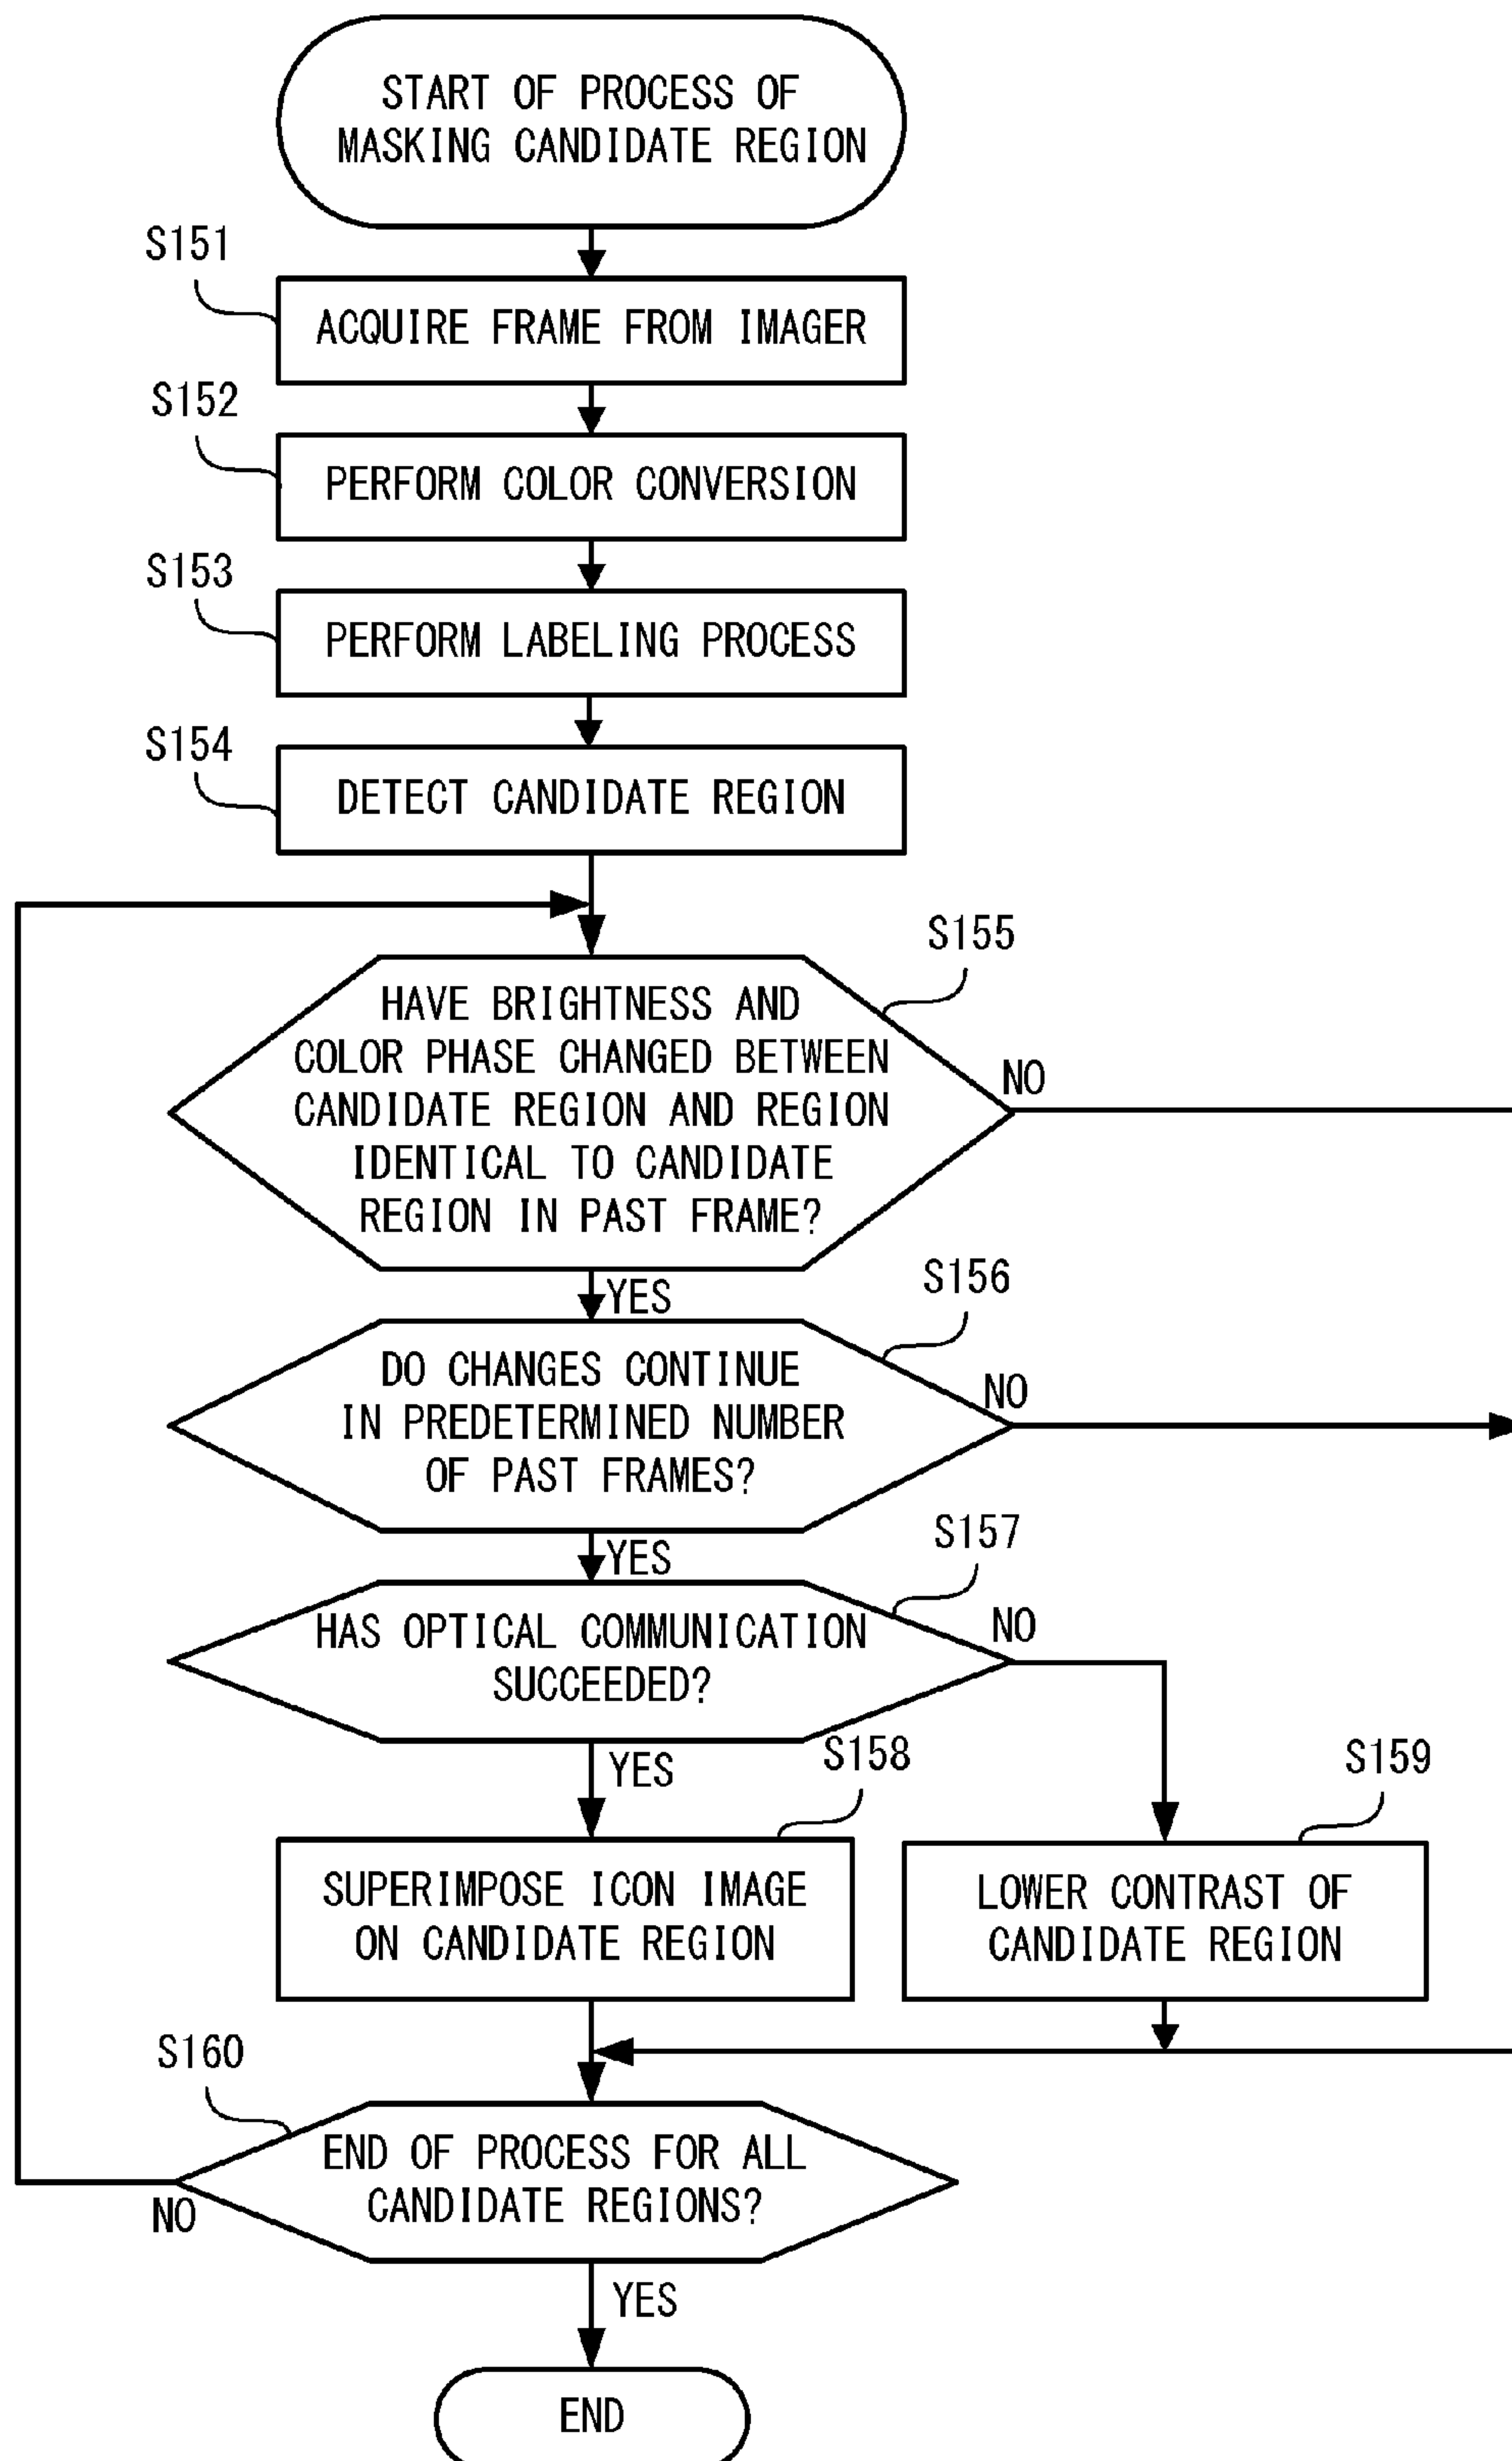 START OF PROCESS OF
MASKING CANDIDATE REGION
S151
ACQUIRE FRAME FROM IMAGER
S152
PERFORM COLOR CONVERSION
S153
PERFORM LABELING PROCESS
S154
DETECT CANDIDATE REGION
S155
HAVE BRIGHTNESS AND
COLOR PHASE CHANGED BETWEEN
CANDIDATE REGION AND REGION
IDENTICAL TO CANDIDATE
REGION IN PAST FRAME?
NO
YES
S156
DO CHANGES CONTINUE
IN PREDETERMINED NUMBER
OF PAST FRAMES?
NO
YES
S157
HAS OPTICAL COMMUNICATION
SUCCEEDED?
NO
YES
S158
SUPERIMPOSE ICON IMAGE
ON CANDIDATE REGION
S159
LOWER CONTRAST OF
CANDIDATE REGION
S160
END OF PROCESS FOR ALL
CANDIDATE REGIONS?
NO
YES
END